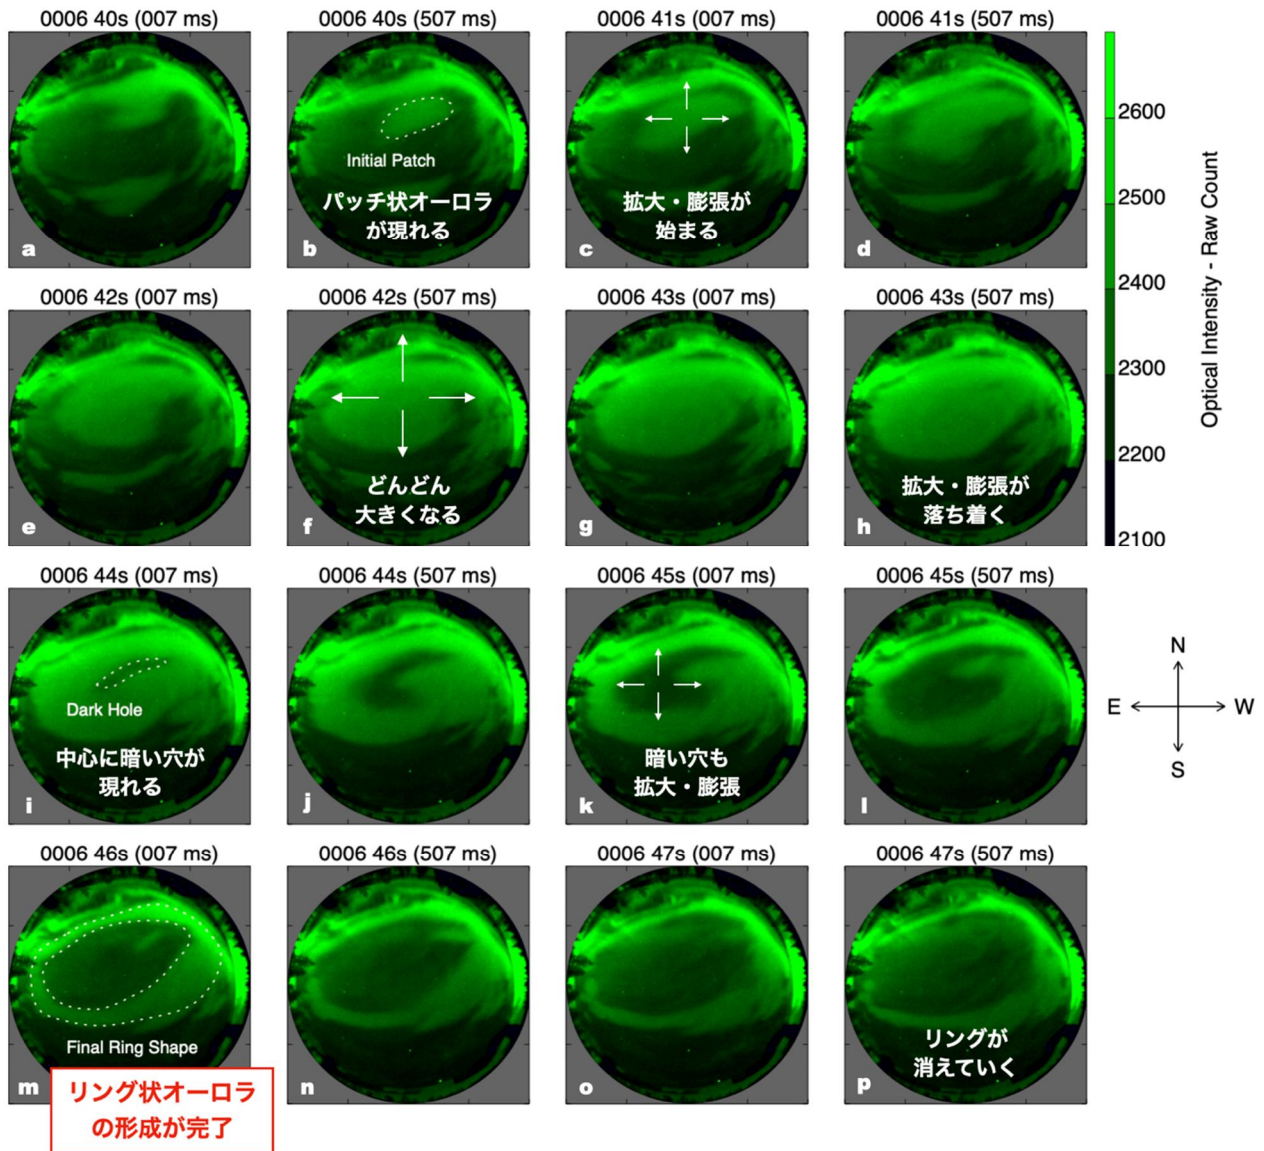 0006 40s (007 ms)
0006 40s (507 ms)
0006 41s (007 ms)
0006 41s (507 ms)
a
Initial Patch
パッチ状オーロラ
が現れる
b
拡大・膨張が
始まる
c
d
2600
2500
2400
2300
2200
2100
Optical Intensity - Raw Count
0006 42s (007 ms)
0006 42s (507 ms)
0006 43s (007 ms)
0006 43s (507 ms)
e
どんどん
大きくなる
f
g
拡大・膨張が
落ち着く
h
0006 44s (007 ms)
0006 44s (507 ms)
0006 45s (007 ms)
0006 45s (507 ms)
Dark Hole
中心に暗い穴が
現れる
i
j
暗い穴も
拡大・膨張
k
l
N
E
W
S
0006 46s (007 ms)
0006 46s (507 ms)
0006 47s (007 ms)
0006 47s (507 ms)
Final Ring Shape
m
リング状オーロラ
の形成が完了
n
o
リングが
消えていく
p